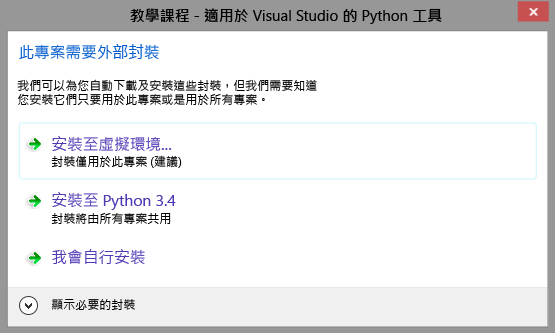 教學課程 - 適用於 Visual Studio 的 Python 工具
此專案需要外部封裝
我們可以為您自動下載及安裝這些封裝，但我們需要知道
您安裝它們只要用於此專案或是用於所有專案。
安裝至虛擬環境...
封裝僅用於此專案 (建議)
安裝至 Python 3.4
封裝將由所有專案共用
我會自行安裝
顯示必要的封裝